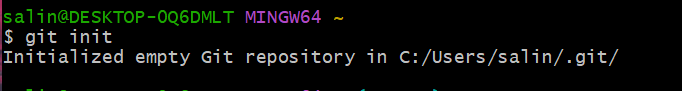 salin@DESKTOP-OQ6DMLT MINGW64 ~
$ git init
Initialized empty Git repository in C:/Users/salin/.git/